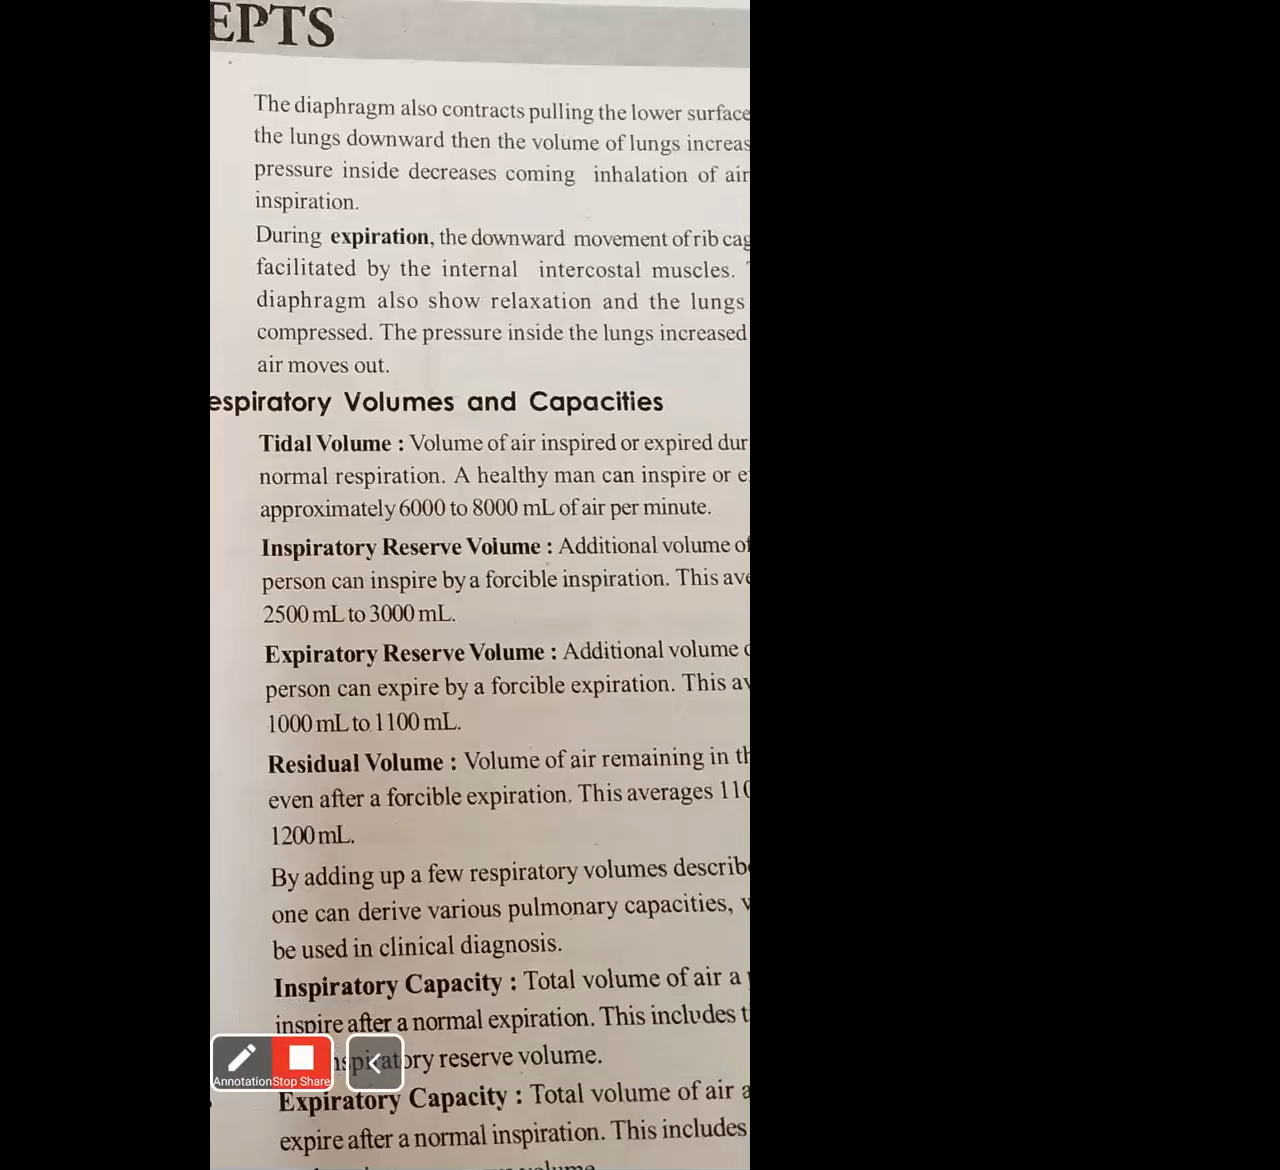 EPTS
The diaphragm also contracts pulling the lower surface
the lungs downward then the volume of lungs increas
pressure inside decreases coming inhalation of air
inspiration.
During expiration, the downward movement of rib cag
facilitated by the internal intercostal muscles.
diaphragm also show relaxation and the lungs
compressed. The pressure inside the lungs increased
air moves out.
espiratory Volumes and Capacities
Tidal Volume : Volume of air inspired or expired dur
normal respiration. A healthy man can inspire or e
approximately 6000 to 8000 mL of air per minute.
Inspiratory Reserve Volume : Additional volume of
person can inspire by a forcible inspiration. This ave
2500 mL to 3000 mL.
Expiratory Reserve Volume : Additional volume
person can expire by a forcible expiration. This av
1000 mL to 1100 mL.
Residual Volume : Volume of air remaining in th
even after a forcible expiration. This averages 110
1200 mL.
By adding up a few respiratory volumes describe
one can derive various pulmonary capacities,
be used in clinical diagnosis.
Inspiratory Capacity : Total volume of air a
inspire after a normal expiration. This includes t
ory reserve volume.
Annotation Stop Share
Expiratory Capacity : Total volume of air a
expire after a normal inspiration. This includes
volume